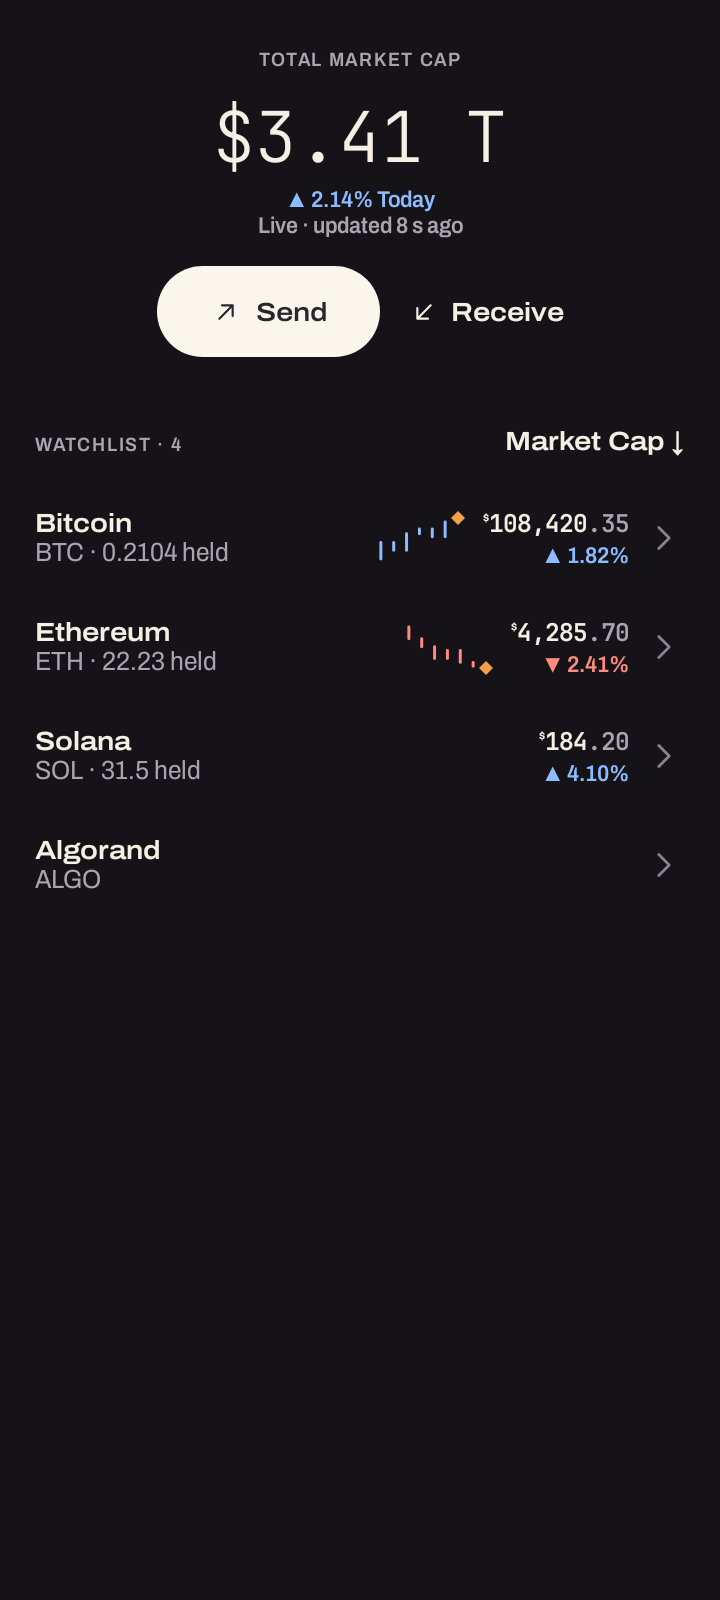 TOTAL MARKET CAP
$3.41 T
▲ 2.14% Today
Live · updated 8 s ago
Send
Receive
WATCHLIST · 4
Market Cap ↓
Bitcoin
$108,420.35
BTC · 0.2104 held
▲ 1.82%
Ethereum
$4,285.70
ETH · 22.23 held
▼ 2.41%
Solana
$184.20
SOL · 31.5 held
▲ 4.10%
Algorand
ALGO